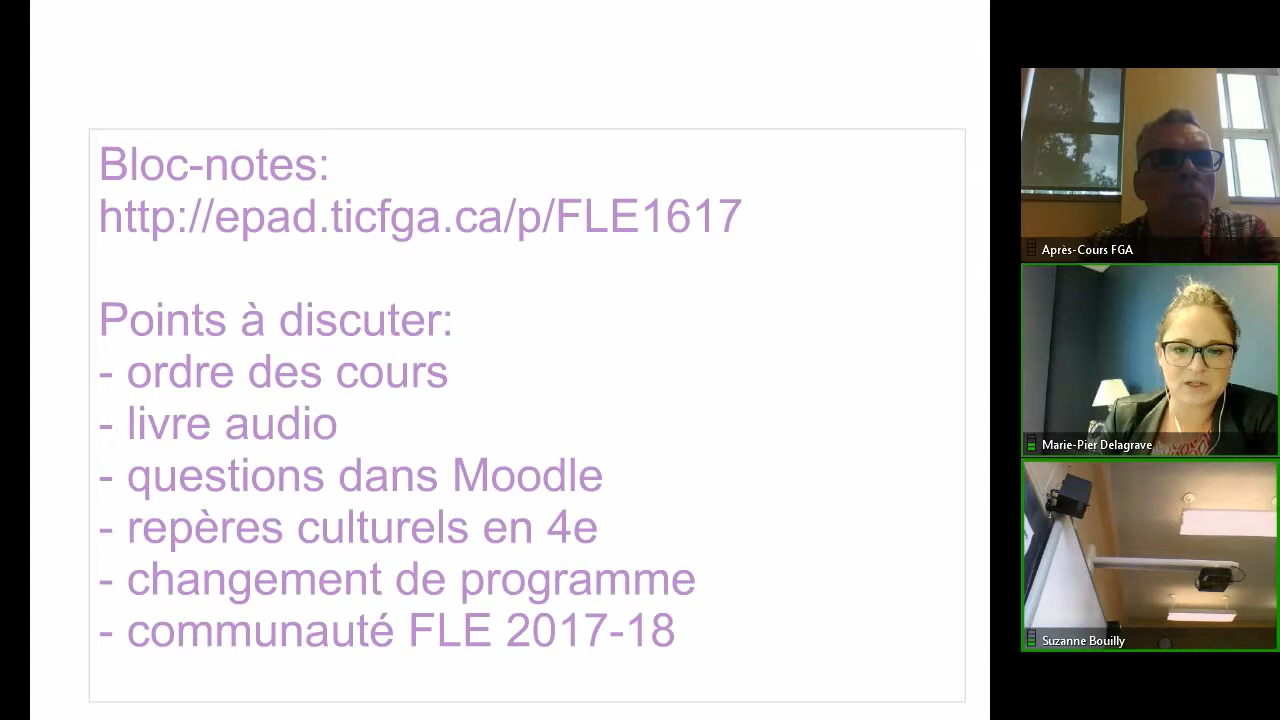 Bloc-notes:
http://epad.ticfga.ca/p/FLE1617
Points à discuter:
- ordre des cours
- livre audio
- questions dans Moodle
- repères culturels en 4e
- changement de programme
- communauté FLE 2017-18
Après-Cours FGA
Marie-Pier Delagrave
Suzanne Bouilly